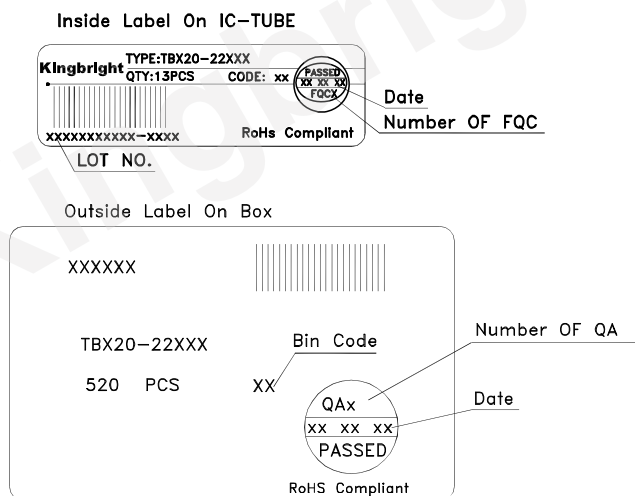 Inside Label On IC-TUBE
Kingbright
TYPE:TBX20-22XXX
QTY:13PCS CODE: XX
PASSED
XX XX XX
FQCX
Date
Number OF FQC
XXXXXXXXXXX-XXXX
RoHs Compliant
LOT NO.
Outside Label On Box
XXXXXX
TBX20-22XXX
Bin Code
Number OF QA
520 PCS XX
QAx
Date
XX XX XX
PASSED
RoHS Compliant